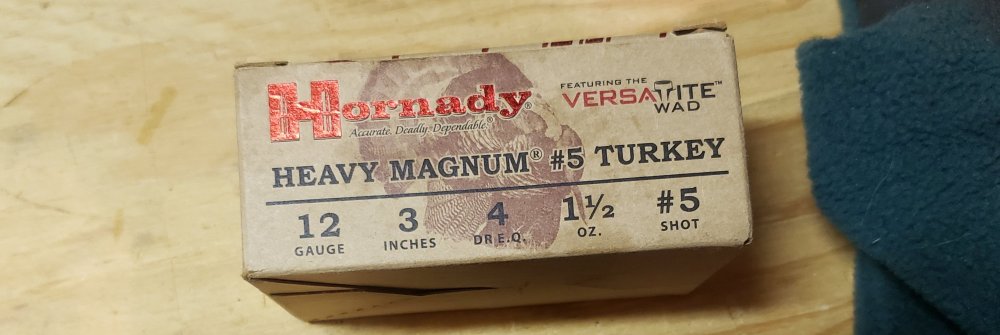 Hornady®
Accurate. Deadly. Dependable.®
FEATURING THE
VERSATITE™
WAD
HEAVY MAGNUM® #5 TURKEY
12 3 4 1½ #5
GAUGE INCHES DR E.Q. OZ. SHOT